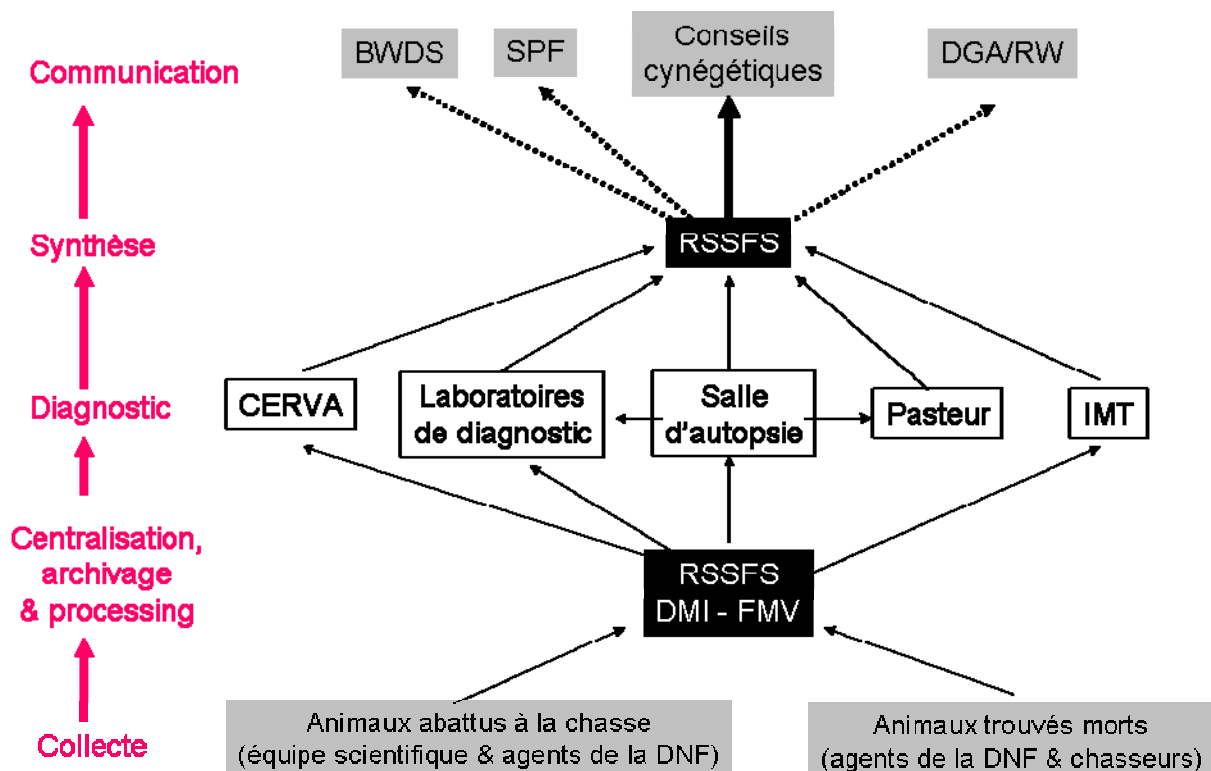 Communication
BWDS
SPF
Conseils
cynégétiques
DGA/RW
Synthèse
RSSFS
Diagnostic
CERVA
Laboratoires
de diagnostic
Salle
d'autopsie
Pasteur
IMT
Centralisation,
archivage
& processing
RSSFS
DMI - FMV
Collecte
Animaux abattus à la chasse
(équipe scientifique & agents de la DNF)
Animaux trouvés morts
(agents de la DNF & chasseurs)